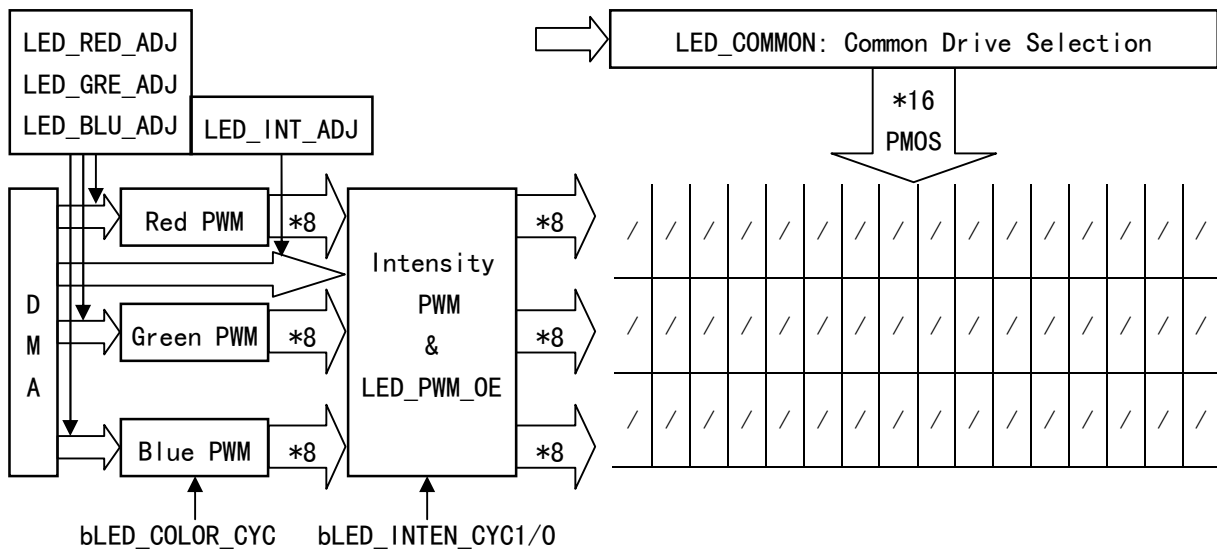 LED_RED_ADJ
LED_GRE_ADJ
LED_BLU_ADJ
LED_INT_ADJ
LED_COMMON: Common Drive Selection
*16
PMOS
D
M
A
Red PWM
*8
Green PWM
*8
Blue PWM
*8
Intensity
PWM
&
LED_PWM_OE
*8
*8
*8
/ / / / / / / / / / / / / / / /
/ / / / / / / / / / / / / / / /
/ / / / / / / / / / / / / / / /
bLED_COLOR_CYC
bLED_INTEN_CYC1/0